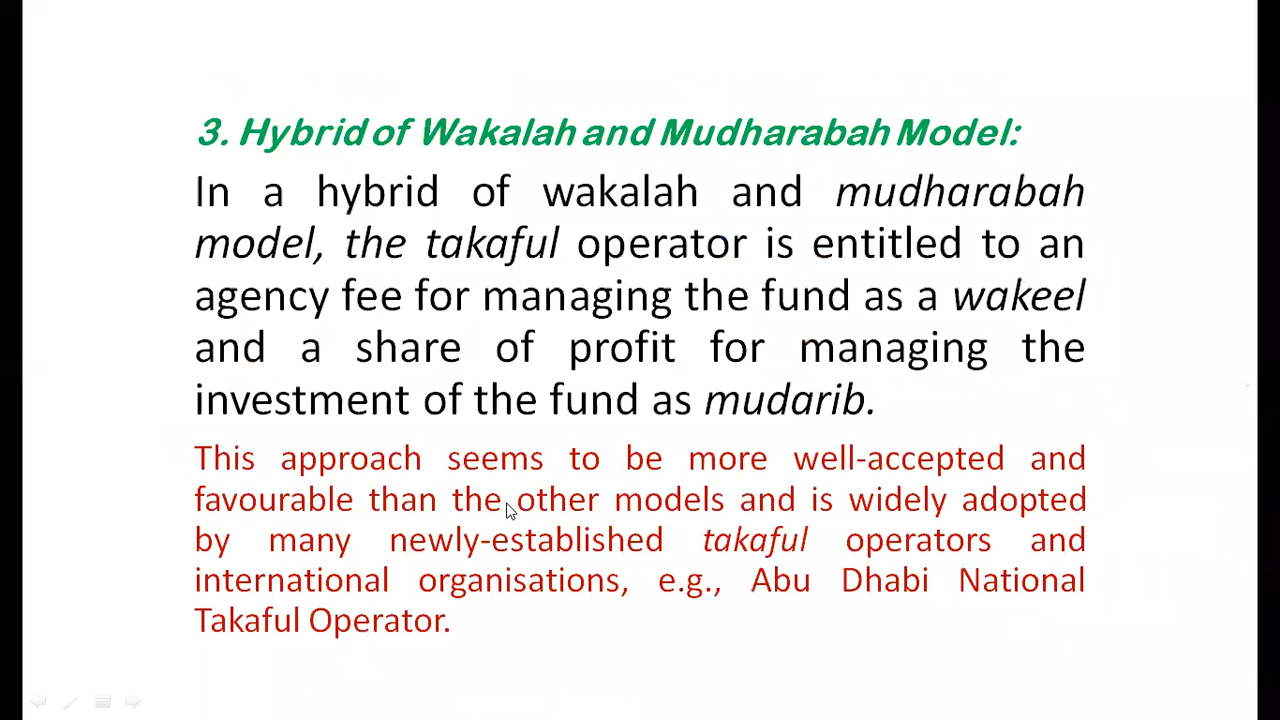 3. Hybrid of Wakalah and Mudharabah Model:
In a hybrid of wakalah and mudharabah
model, the takaful operator is entitled to an
agency fee for managing the fund as a wakeel
and a share of profit for managing the
investment of the fund as mudarib.
This approach seems to be more well-accepted and
favourable than the other models and is widely adopted
by many newly-established takaful operators and
international organisations, e.g., Abu Dhabi National
Takaful Operator.